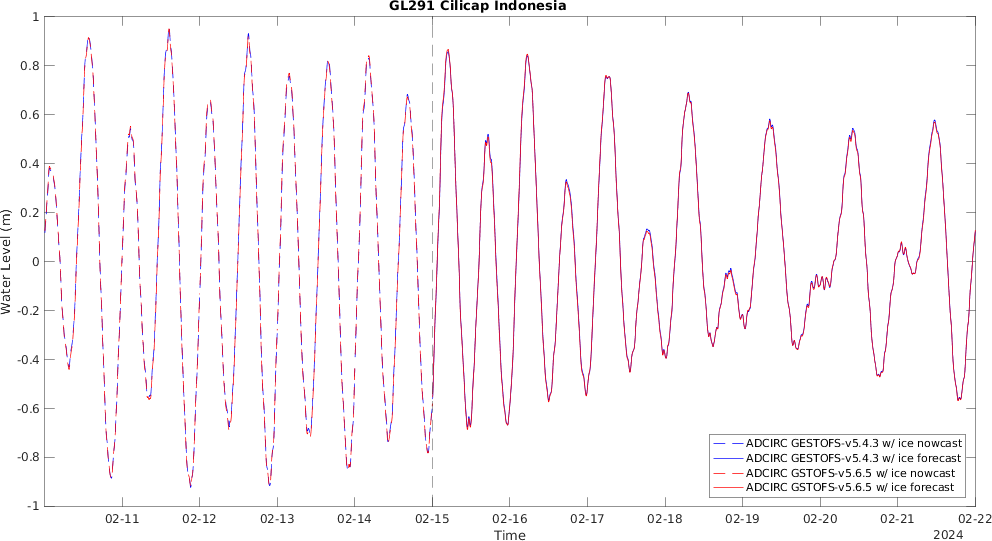 GL291 Cilicap Indonesia
Water Level (m)
1
0.8
0.6
0.4
0.2
0
-0.2
-0.4
-0.6
-0.8
-1
ADCIRC GESTOFS-v5.4.3 w/ ice nowcast
ADCIRC GESTOFS-v5.4.3 w/ ice forecast
ADCIRC GSTOFS-v5.6.5 w/ ice nowcast
ADCIRC GSTOFS-v5.6.5 w/ ice forecast
02-11 02-12 02-13 02-14 02-15 02-16 02-17 02-18 02-19 02-20 02-21 02-22
Time
2024